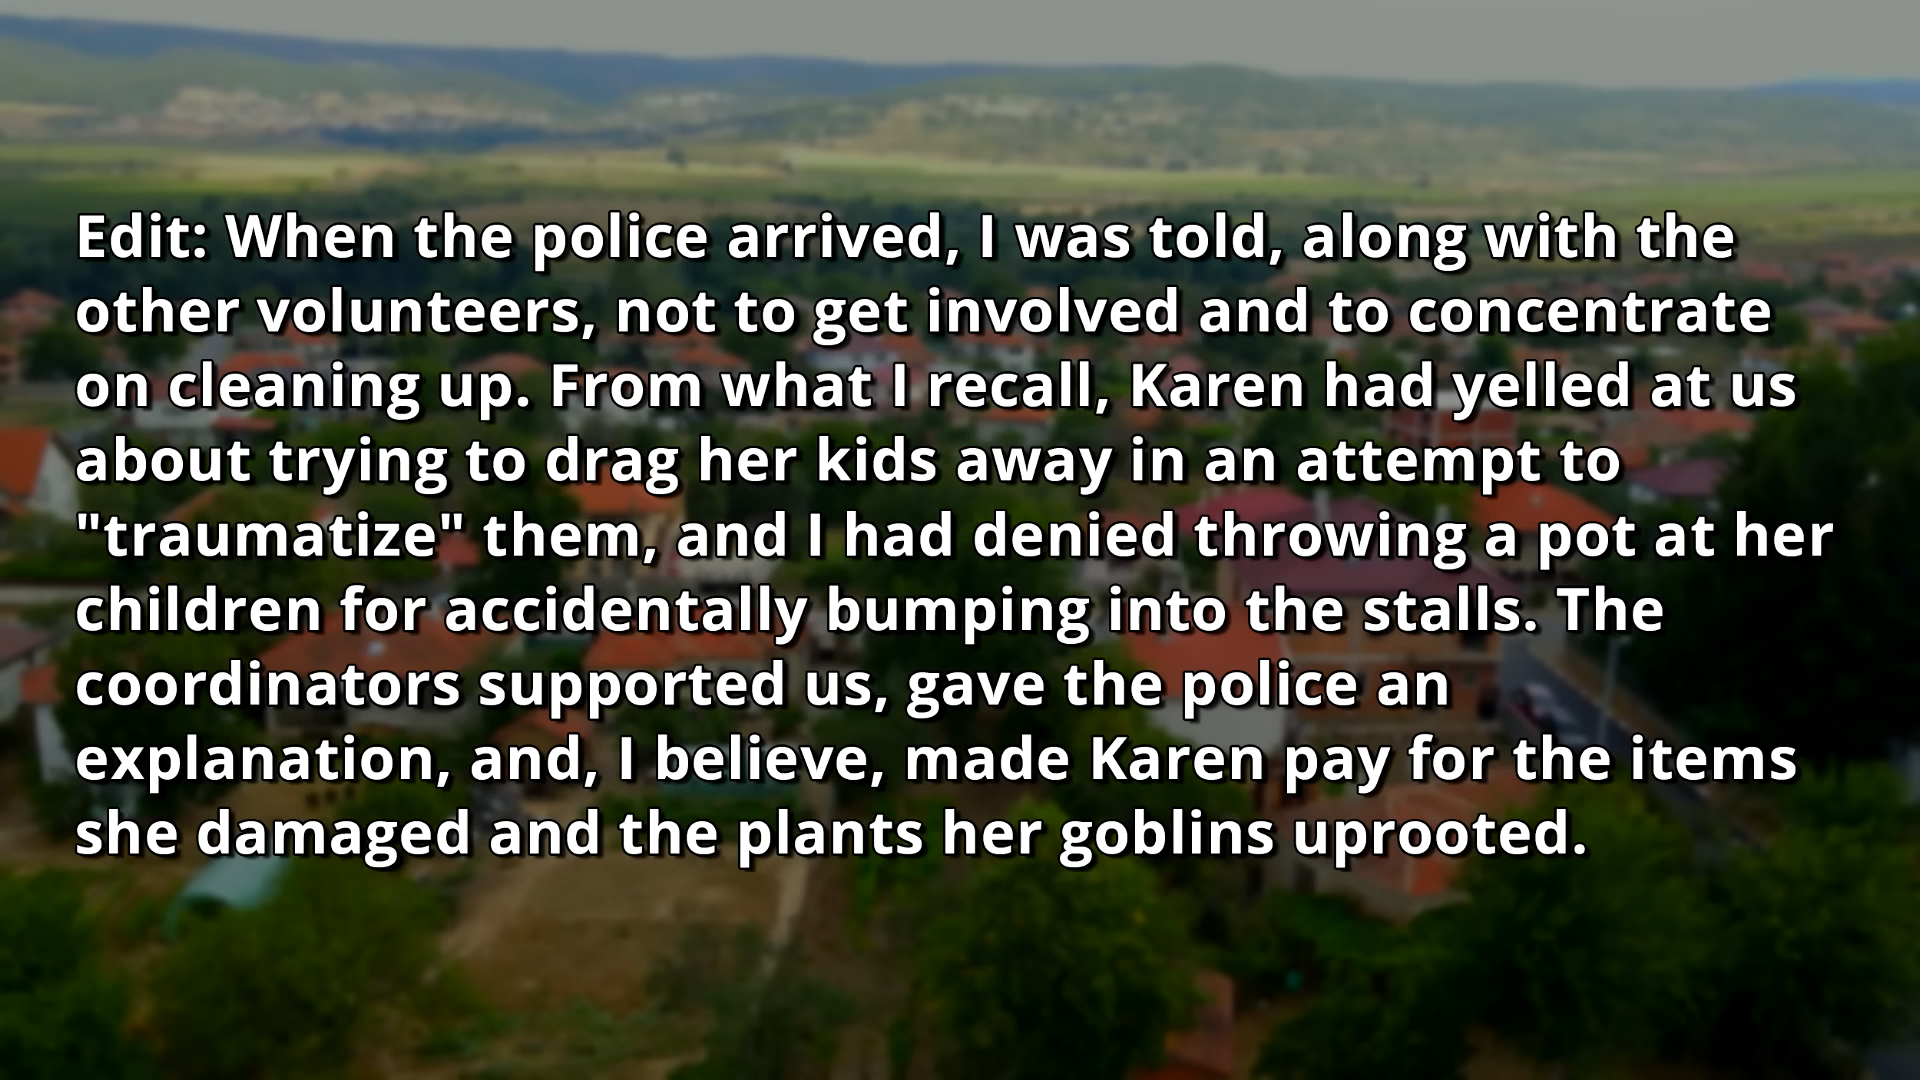 Edit: When the police arrived, I was told, along with the
other volunteers, not to get involved and to concentrate
on cleaning up. From what I recall, Karen had yelled at us
about trying to drag her kids away in an attempt to
"traumatize" them, and I had denied throwing a pot at her
children for accidentally bumping into the stalls. The
coordinators supported us, gave the police an
explanation, and, I believe, made Karen pay for the items
she damaged and the plants her goblins uprooted.